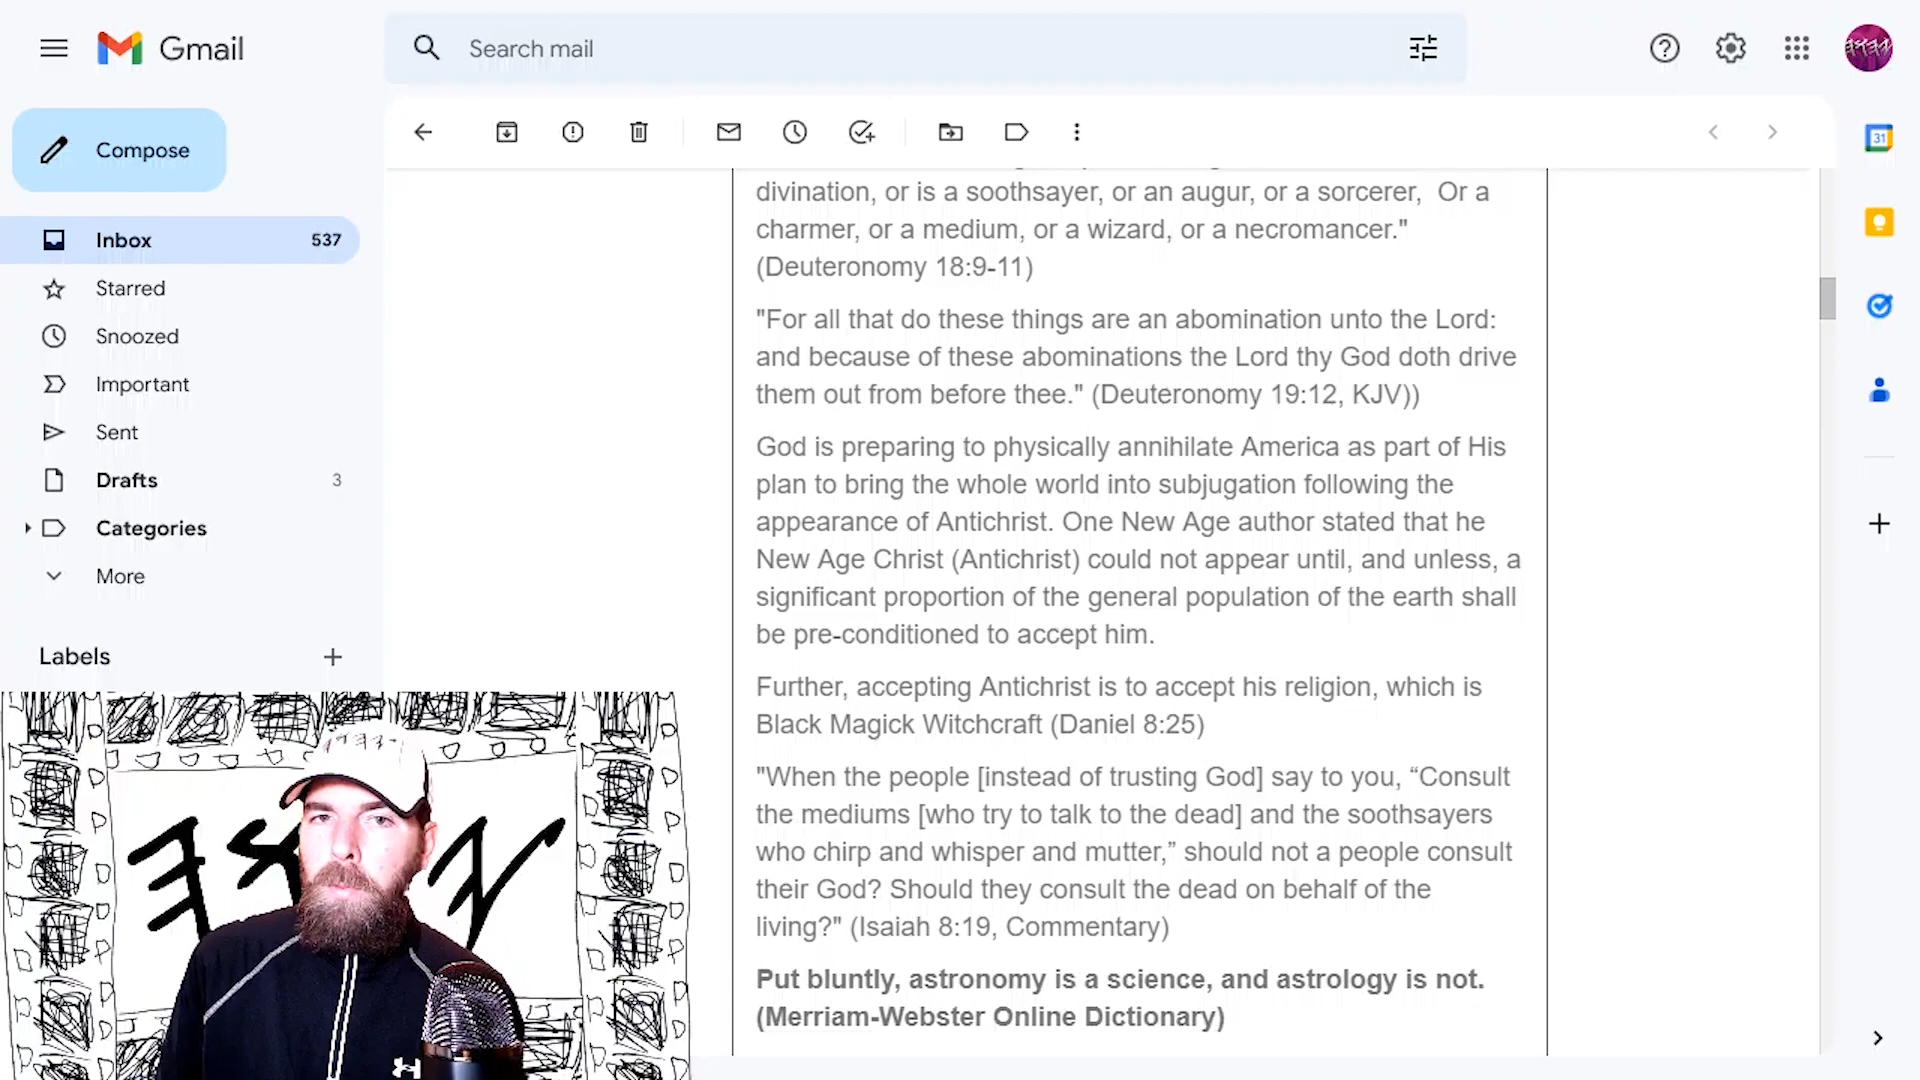 Gmail
Search mail
Compose
Inbox 537
Starred
Snoozed
Important
Sent
Drafts 3
Categories
More
Labels
31
divination, or is a soothsayer, or an augur, or a sorcerer,  Or a
charmer, or a medium, or a wizard, or a necromancer."
(Deuteronomy 18:9-11)
"For all that do these things are an abomination unto the Lord:
and because of these abominations the Lord thy God doth drive
them out from before thee." (Deuteronomy 19:12, KJV))
God is preparing to physically annihilate America as part of His
plan to bring the whole world into subjugation following the
appearance of Antichrist. One New Age author stated that he
New Age Christ (Antichrist) could not appear until, and unless, a
significant proportion of the general population of the earth shall
be pre-conditioned to accept him.
Further, accepting Antichrist is to accept his religion, which is
Black Magick Witchcraft (Daniel 8:25)
"When the people [instead of trusting God] say to you, “Consult
the mediums [who try to talk to the dead] and the soothsayers
who chirp and whisper and mutter,” should not a people consult
their God? Should they consult the dead on behalf of the
living?" (Isaiah 8:19, Commentary)
Put bluntly, astronomy is a science, and astrology is not.
(Merriam-Webster Online Dictionary)